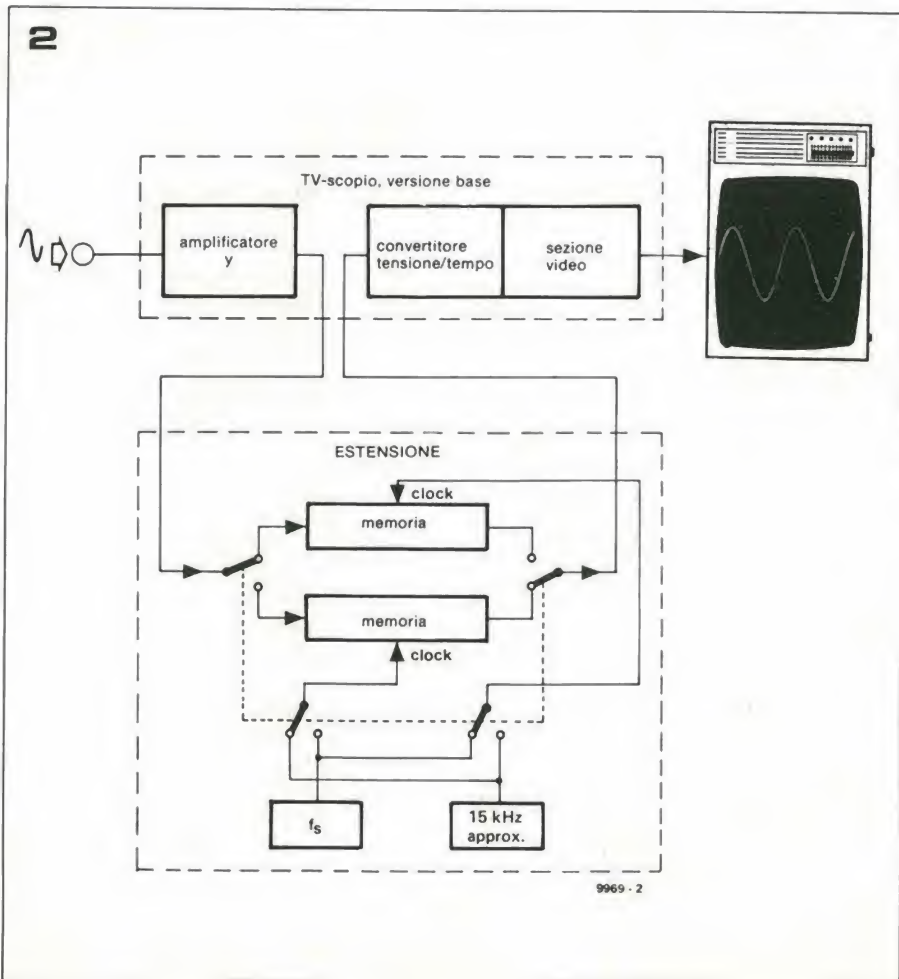 2
TV-scopio, versione base
amplificatore
y
convertitore
tensione/tempo
sezione
video
ESTENSIONE
clock
memoria
memoria
clock
fs
15 kHz
approx.
9969 - 2